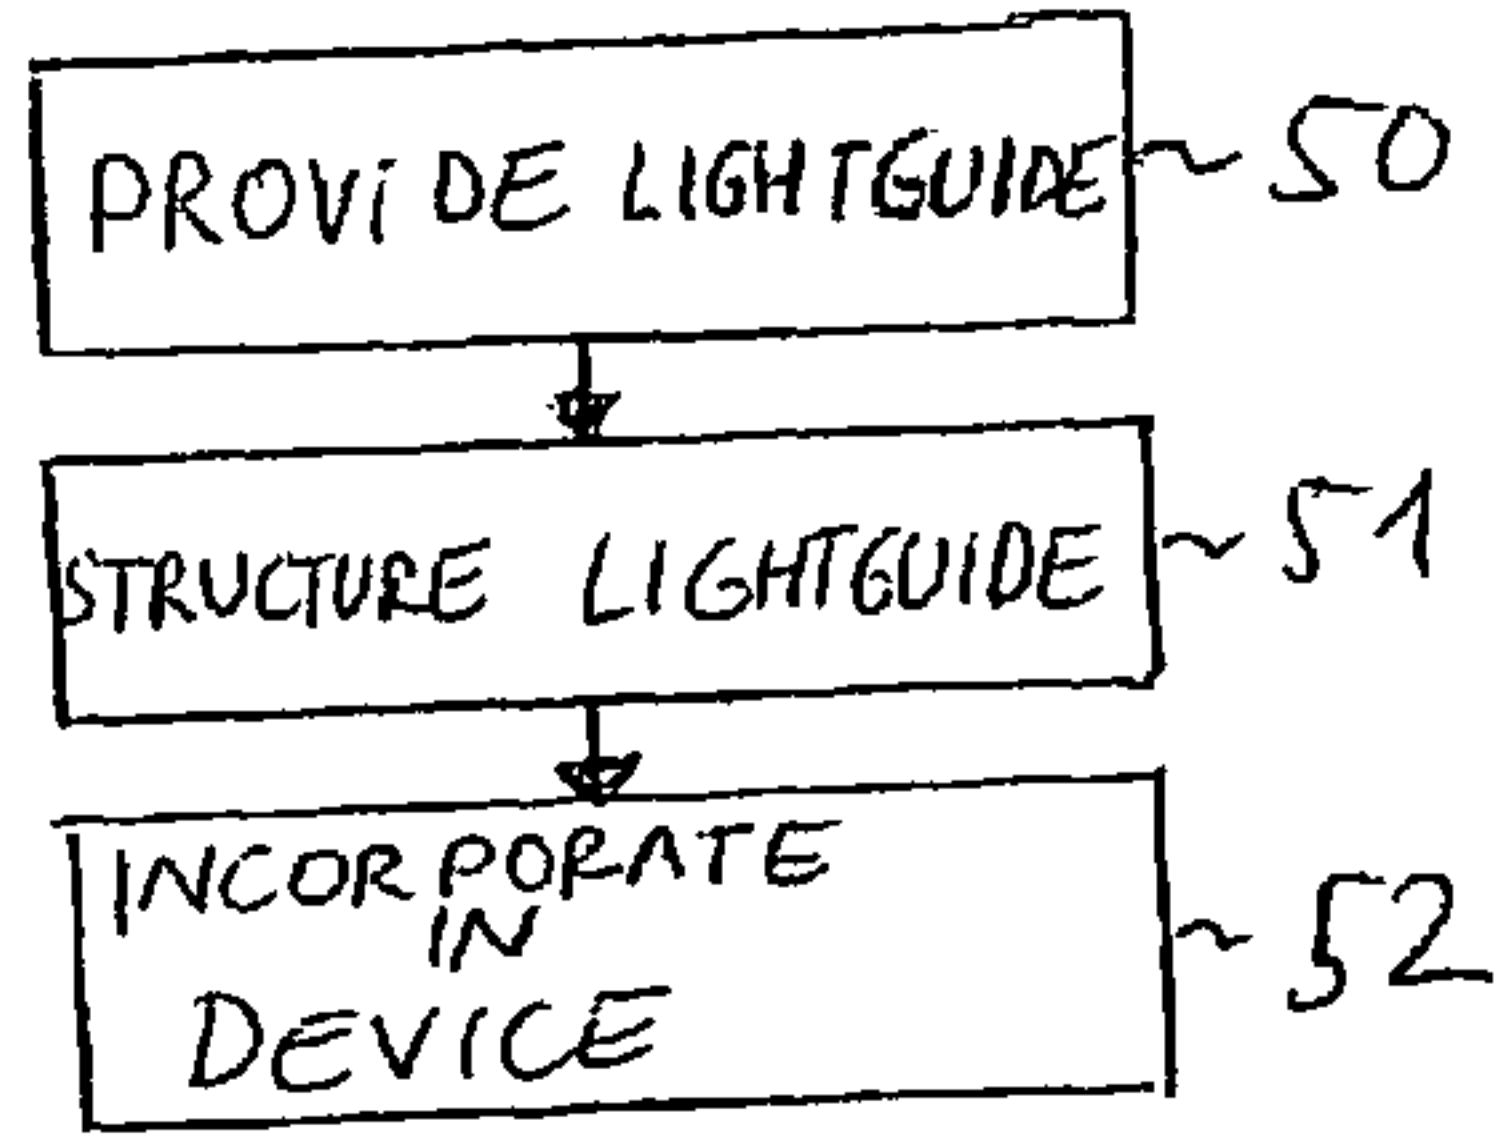 PROVIDE LIGHTGUIDE 50
STRUCTURE LIGHTGUIDE 51
INCORPORATE
IN
DEVICE
52